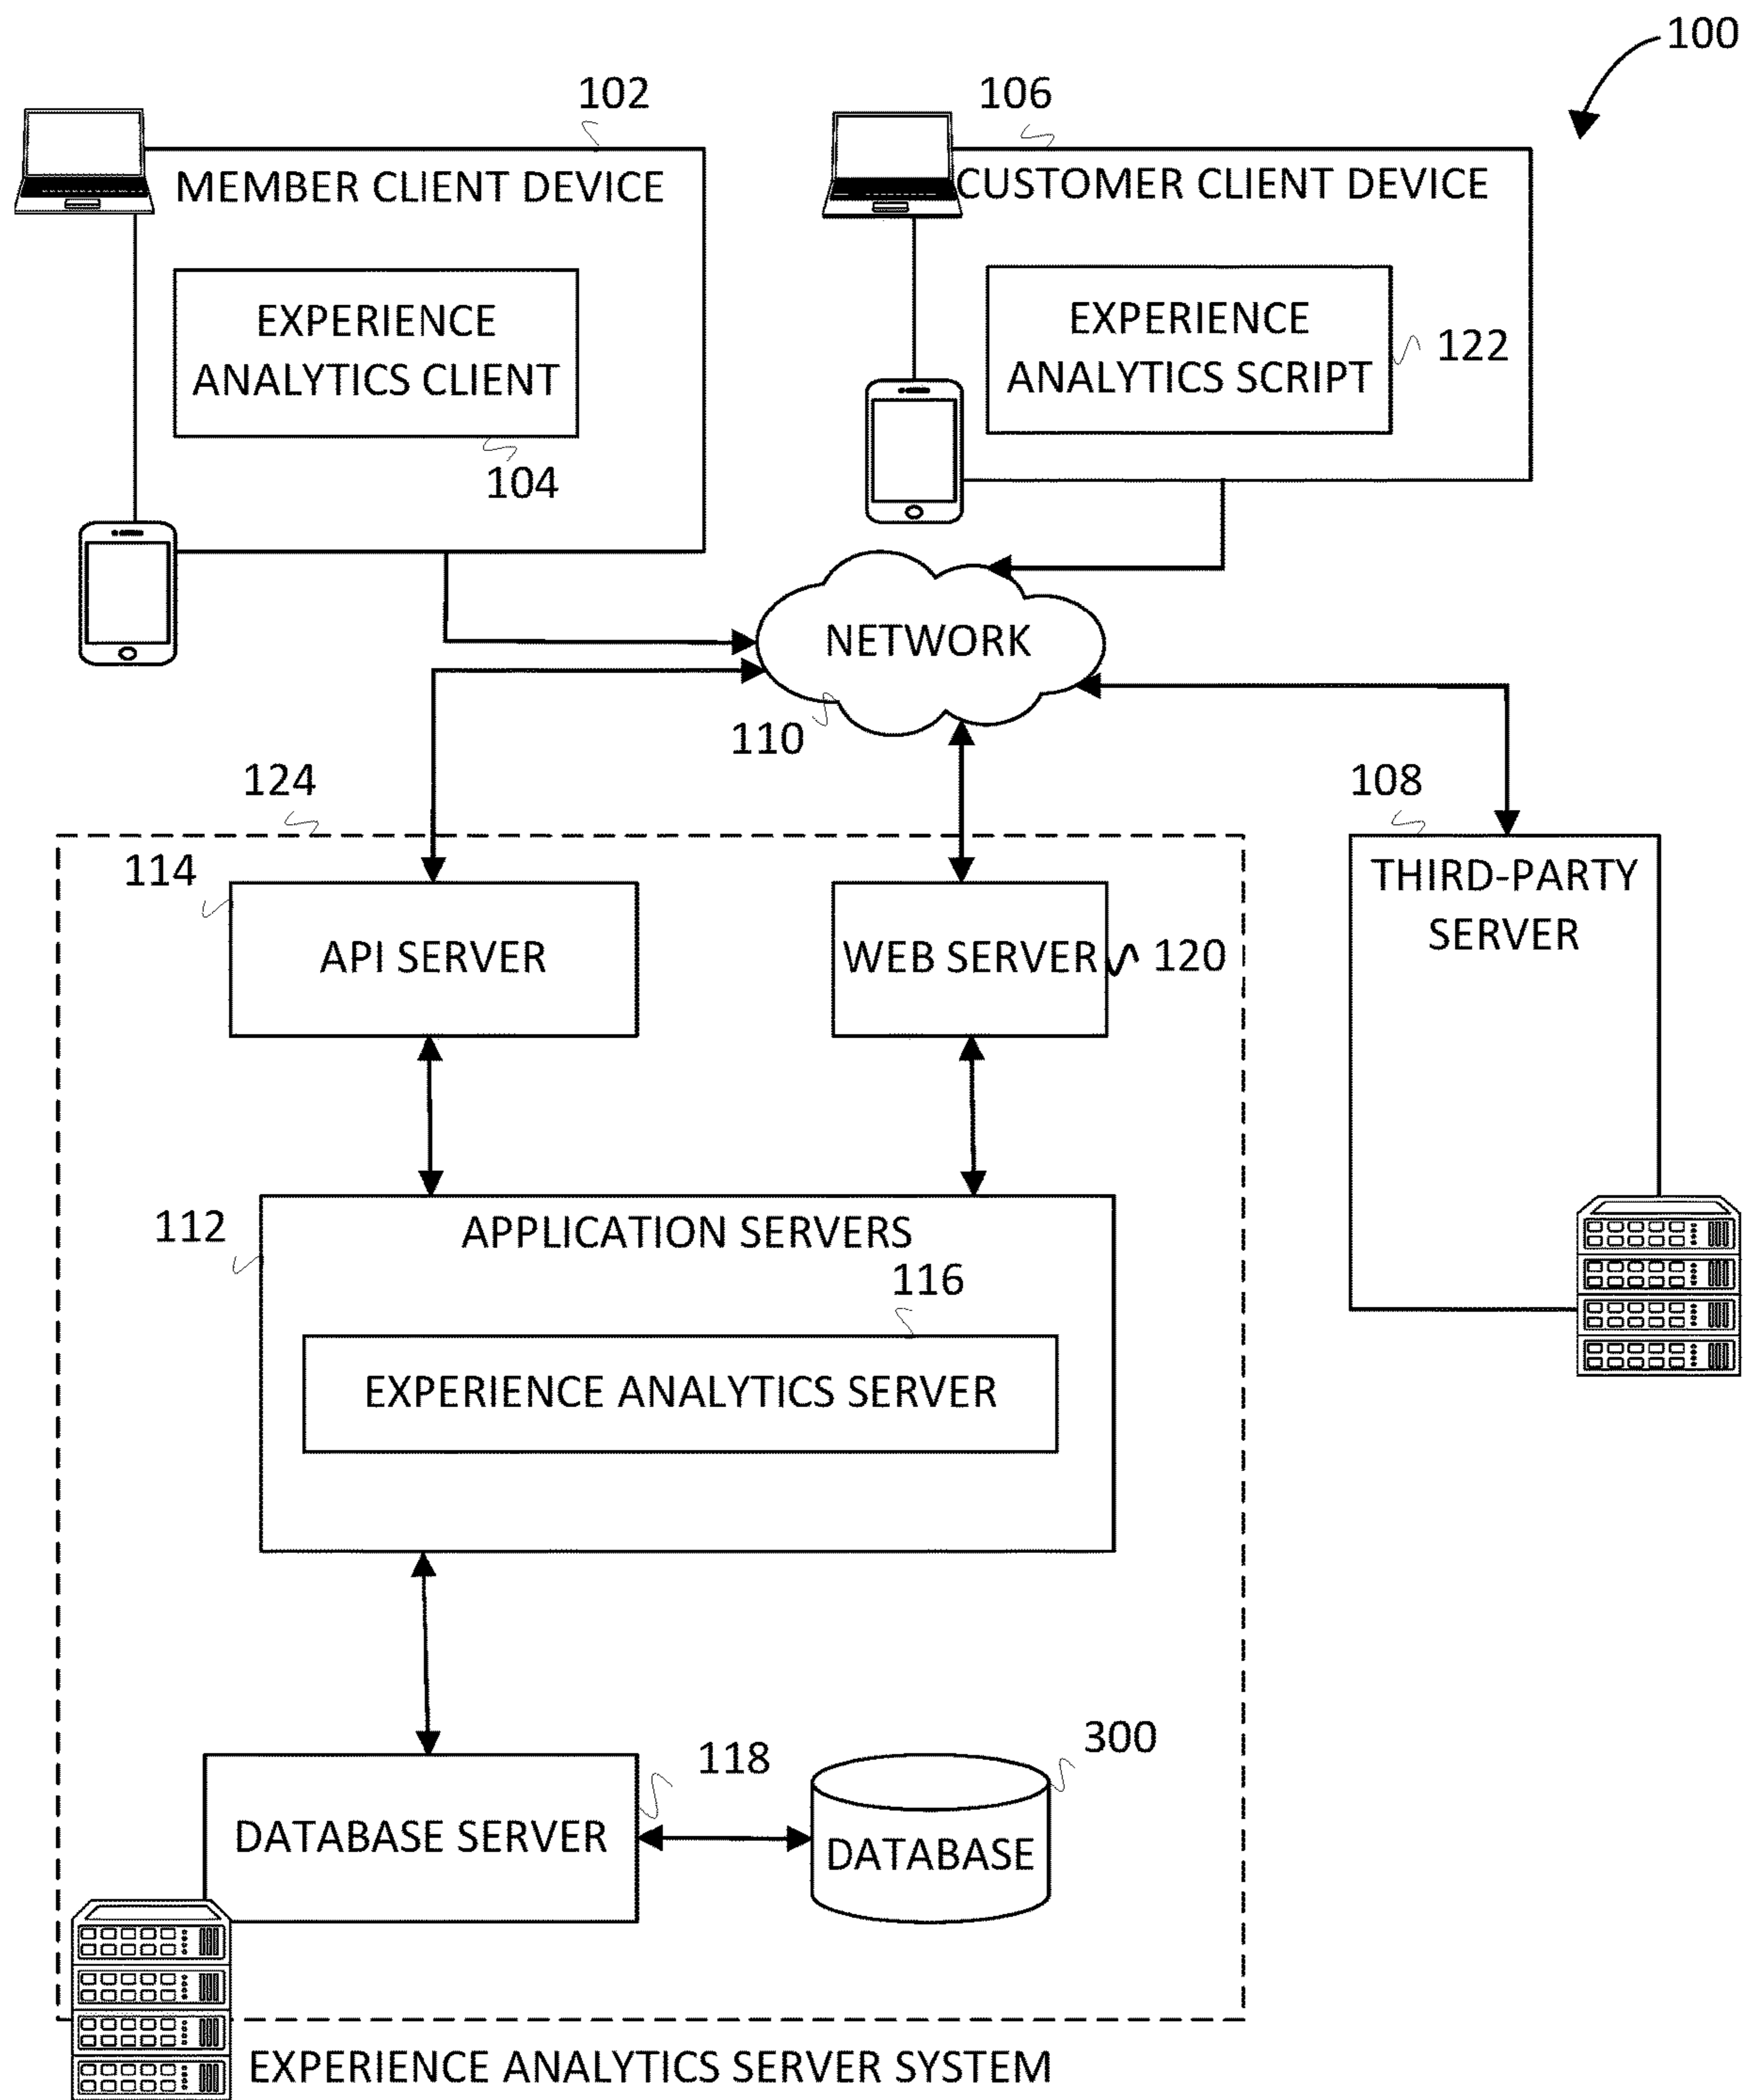 100
102
MEMBER CLIENT DEVICE
EXPERIENCE
ANALYTICS CLIENT
104
106
CUSTOMER CLIENT DEVICE
EXPERIENCE
ANALYTICS SCRIPT
122
NETWORK
110
124
108
THIRD-PARTY
SERVER
114
API SERVER
WEB SERVER
120
112
APPLICATION SERVERS
116
EXPERIENCE ANALYTICS SERVER
118
DATABASE SERVER
300
DATABASE
EXPERIENCE ANALYTICS SERVER SYSTEM